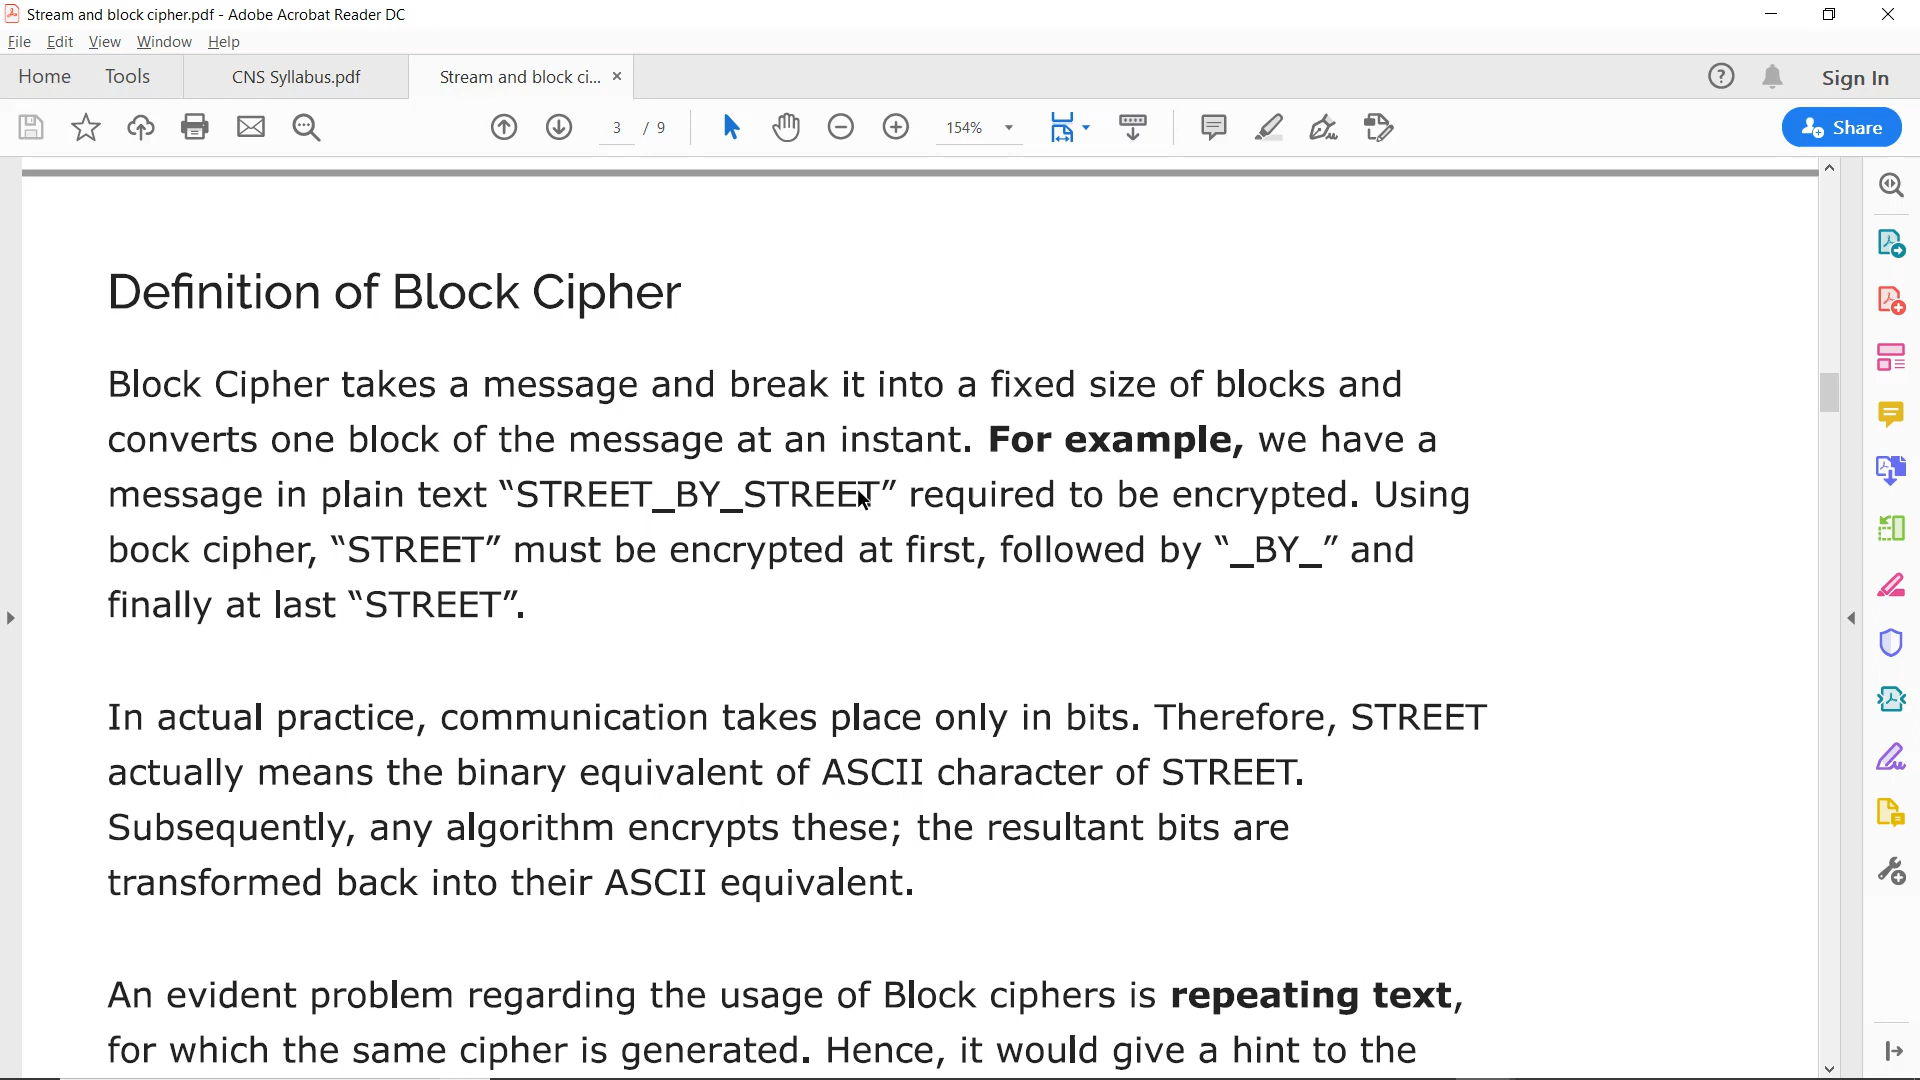 Stream and block cipher.pdf - Adobe Acrobat Reader DC
File Edit View Window Help
Home Tools CNS Syllabus.pdf Stream and block ci... × Sign In
3 / 9 154% Share
Definition of Block Cipher
Block Cipher takes a message and break it into a fixed size of blocks and
converts one block of the message at an instant. For example, we have a
message in plain text “STREET_BY_STREET” required to be encrypted. Using
bock cipher, “STREET” must be encrypted at first, followed by “_BY_” and
finally at last “STREET”.
In actual practice, communication takes place only in bits. Therefore, STREET
actually means the binary equivalent of ASCII character of STREET.
Subsequently, any algorithm encrypts these; the resultant bits are
transformed back into their ASCII equivalent.
An evident problem regarding the usage of Block ciphers is repeating text,
for which the same cipher is generated. Hence, it would give a hint to the